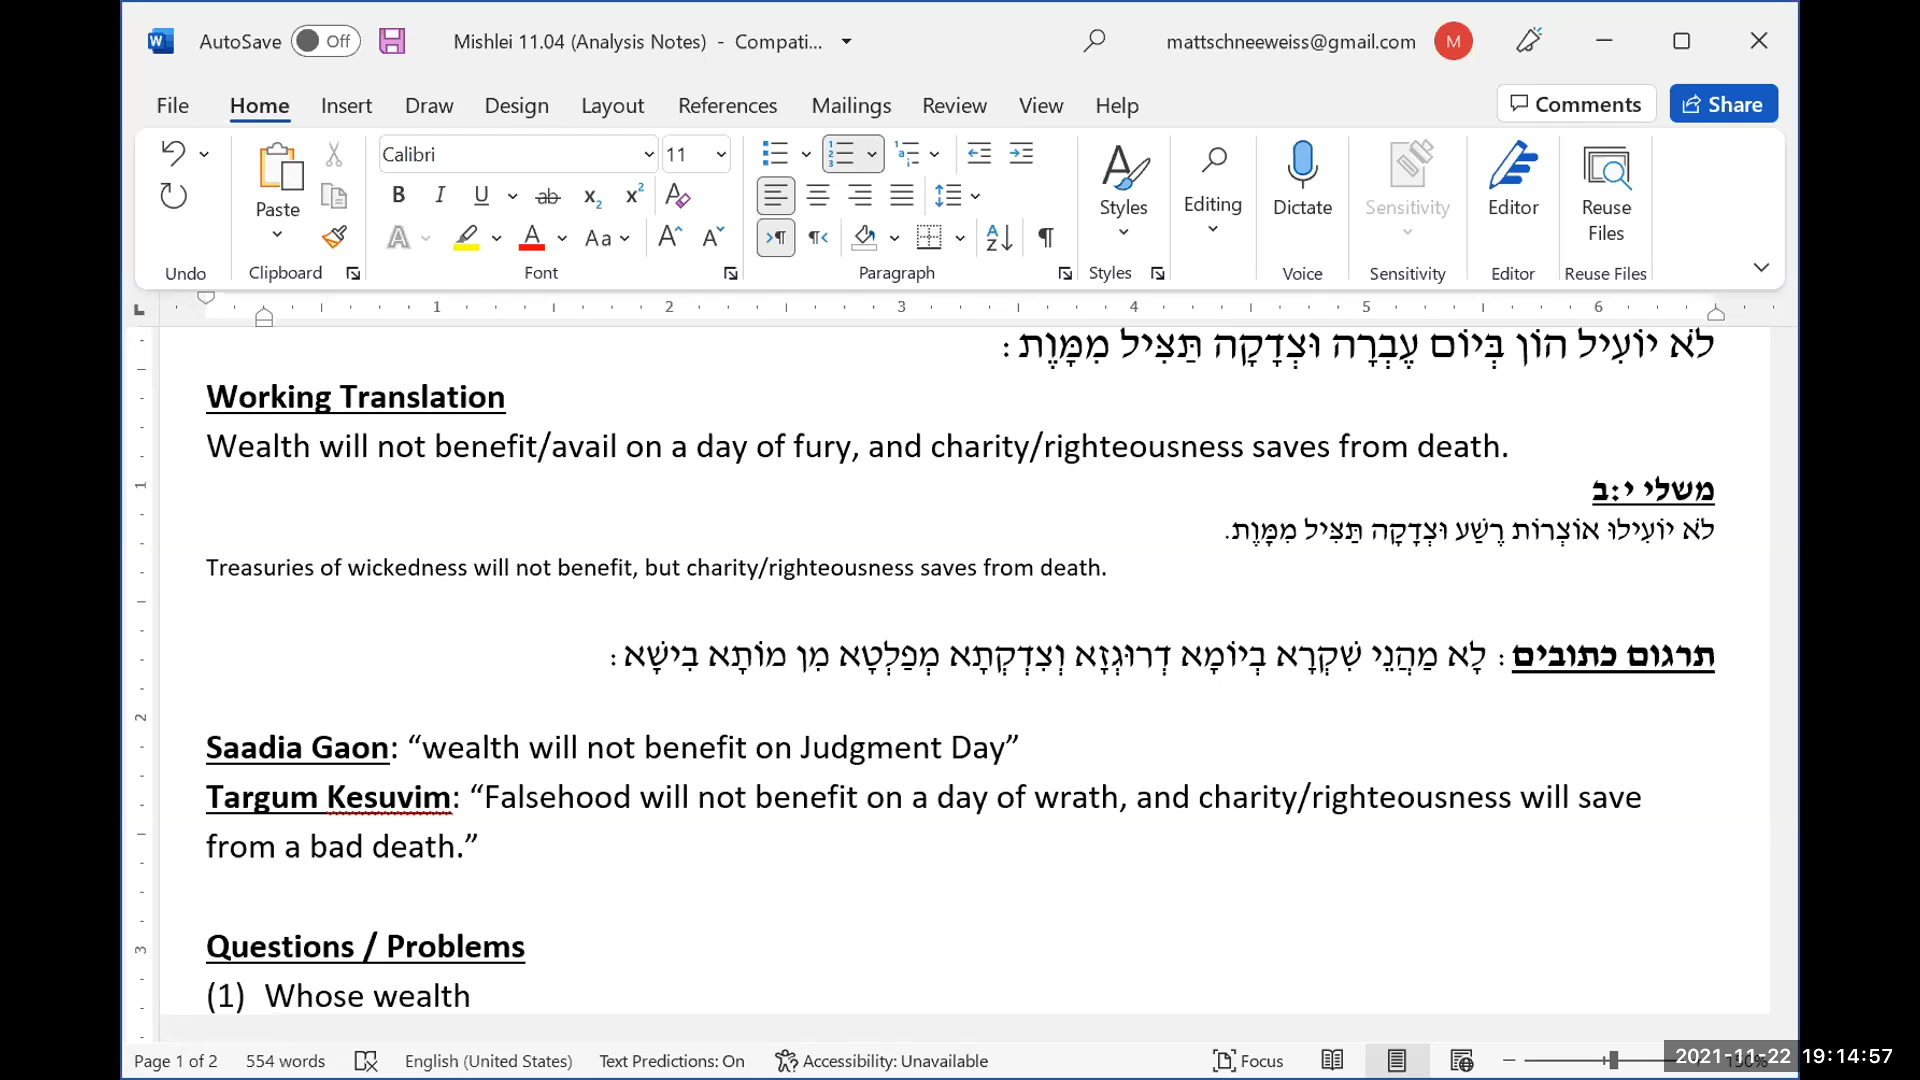 AutoSave Off Mishlei 11.04 (Analysis Notes) - Compati... mattschneeweiss@gmail.com M
File Home Insert Draw Design Layout References Mailings Review View Help Comments Share
Calibri 11
Paste
Styles Editing Dictate Sensitivity Editor Reuse Files
Undo Clipboard Font Paragraph Styles Voice Sensitivity Editor Reuse Files
1 2 3 4 5 6
לֹא יוֹעִיל הוֹן בְּיוֹם עֶבְרָה וּצְדָקָה תַּצִּיל מִמָּוֶת:
Working Translation
Wealth will not benefit/avail on a day of fury, and charity/righteousness saves from death.
משלי י:ב
לֹא יוֹעִילוּ אוֹצְרוֹת רֶשַׁע וּצְדָקָה תַּצִּיל מִמָּוֶת.
Treasuries of wickedness will not benefit, but charity/righteousness saves from death.
תרגום כתובים: לָא מַהֲנֵי שִׁקְרָא בְיוֹמָא דְרוּגְזָא וְצִדְקְתָא מְפַלְטָא מִן מוֹתָא בִישָׁא:
Saadia Gaon: “wealth will not benefit on Judgment Day”
Targum Kesuvim: “Falsehood will not benefit on a day of wrath, and charity/righteousness will save
from a bad death.”
Questions / Problems
(1) Whose wealth
Page 1 of 2 554 words English (United States) Text Predictions: On Accessibility: Unavailable Focus
2021-11-22 19:14:57